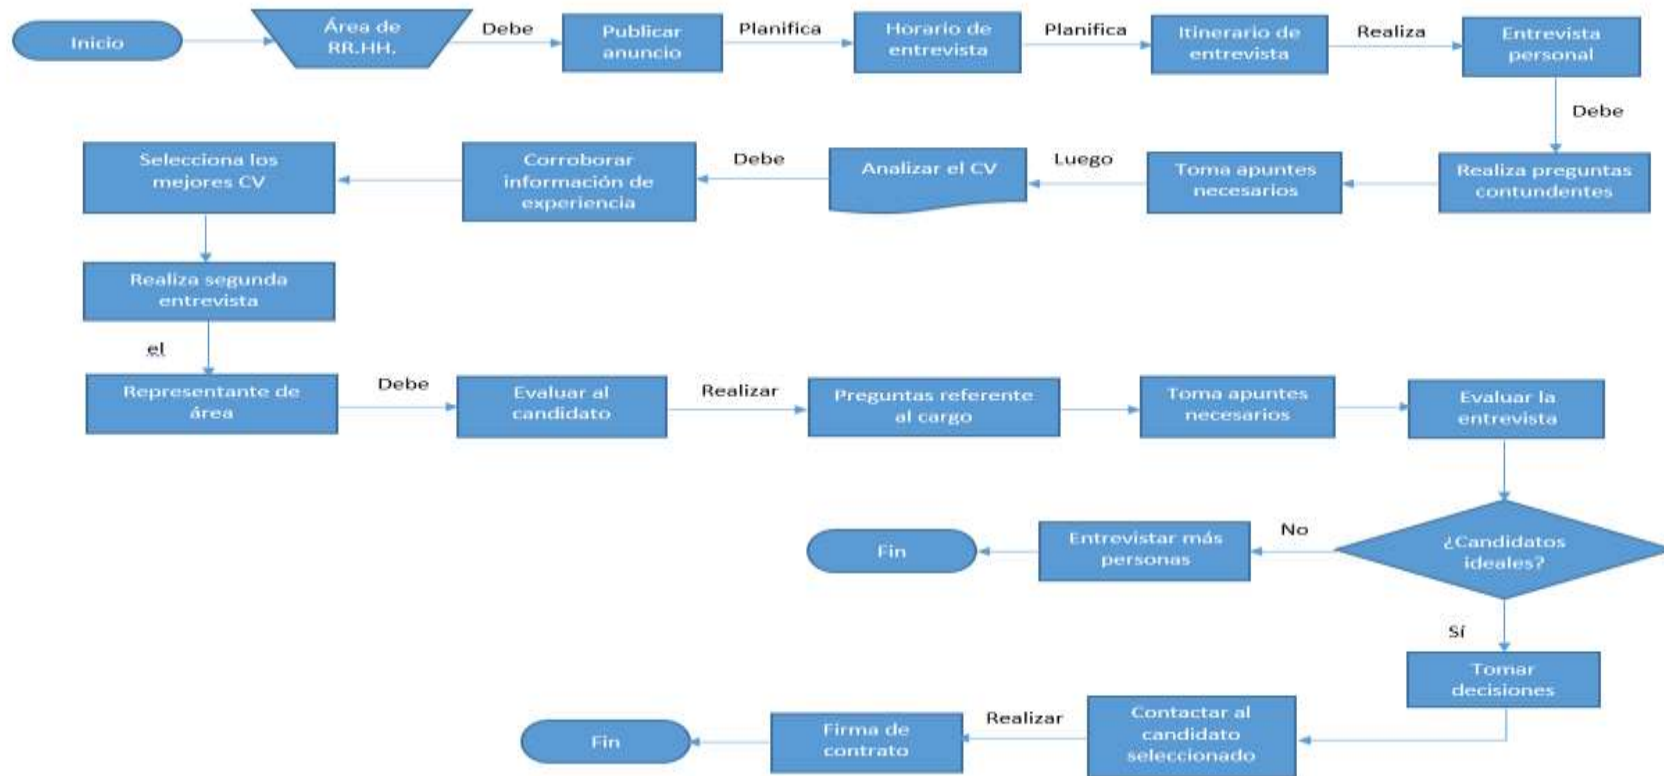 Inicio
Área de
RR.HH.
Debe
Publicar
anuncio
Planifica
Horario de
entrevista
Planifica
Itinerario de
entrevista
Realiza
Entrevista
personal
Debe
Realiza preguntas
contundentes
Toma apuntes
necesarios
Luego
Analizar el CV
Debe
Corroborar
información de
experiencia
Selecciona los
mejores CV
Realiza segunda
entrevista
el
Representante de
área
Debe
Evaluar al
candidato
Realizar
Preguntas referente
al cargo
Toma apuntes
necesarios
Evaluar la
entrevista
¿Candidatos
ideales?
No
Entrevistar más
personas
Fin
Sí
Tomar
decisiones
Contactar al
candidato
seleccionado
Realizar
Firma de
contrato
Fin